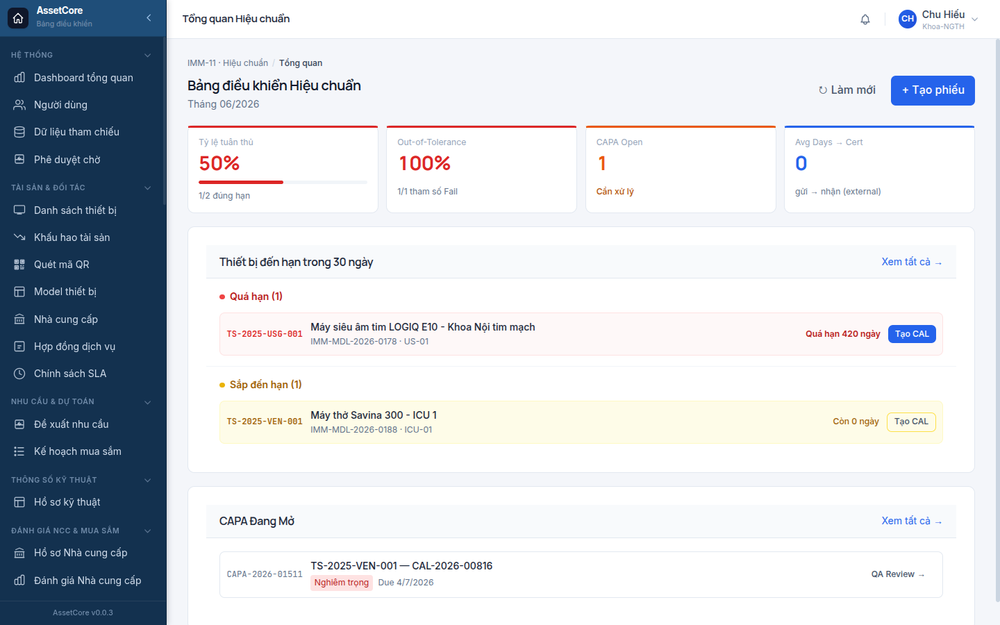 AssetCore
Bảng điều khiển
HỆ THỐNG
Dashboard tổng quan
Người dùng
Dữ liệu tham chiếu
Phê duyệt chờ
TÀI SẢN & ĐỐI TÁC
Danh sách thiết bị
Khấu hao tài sản
Quét mã QR
Model thiết bị
Nhà cung cấp
Hợp đồng dịch vụ
Chính sách SLA
NHU CẦU & DỰ TOÁN
Đề xuất nhu cầu
Kế hoạch mua sắm
THÔNG SỐ KỸ THUẬT
Hồ sơ kỹ thuật
ĐÁNH GIÁ NCC & MUA SẮM
Hồ sơ Nhà cung cấp
Đánh giá Nhà cung cấp
AssetCore v0.0.3
Tổng quan Hiệu chuẩn
CH
Chu Hiếu
Khoa-NGTH
IMM-11 · Hiệu chuẩn / Tổng quan
Bảng điều khiển Hiệu chuẩn
Tháng 06/2026
↻ Làm mới
+ Tạo phiếu
Tỷ lệ tuân thủ
50%
1/2 đúng hạn
Out-of-Tolerance
100%
1/1 tham số Fail
CAPA Open
1
Cần xử lý
Avg Days → Cert
0
gửi → nhận (external)
Thiết bị đến hạn trong 30 ngày
Xem tất cả →
Quá hạn (1)
TS-2025-USG-001
Máy siêu âm tim LOGIQ E10 - Khoa Nội tim mạch
IMM-MDL-2026-0178 · US-01
Quá hạn 420 ngày
Tạo CAL
Sắp đến hạn (1)
TS-2025-VEN-001
Máy thở Savina 300 - ICU 1
IMM-MDL-2026-0188 · ICU-01
Còn 0 ngày
Tạo CAL
CAPA Đang Mở
Xem tất cả →
CAPA-2026-01511
TS-2025-VEN-001 — CAL-2026-00816
Nghiêm trọng
Due 4/7/2026
QA Review →